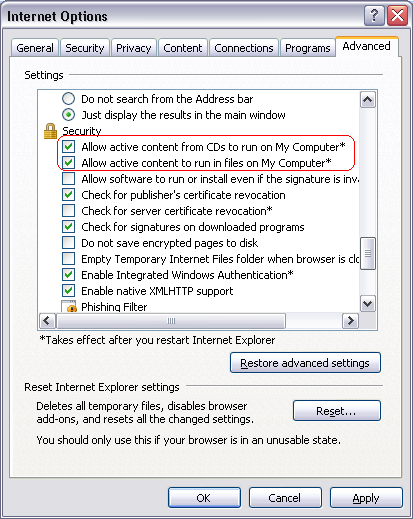 Internet Options
General Security Privacy Content Connections Programs Advanced
Settings
Do not search from the Address bar
Just display the results in the main window
Security
Allow active content from CDs to run on My Computer*
Allow active content to run in files on My Computer*
Allow software to run or install even if the signature is inva
Check for publisher's certificate revocation
Check for server certificate revocation*
Check for signatures on downloaded programs
Do not save encrypted pages to disk
Empty Temporary Internet Files folder when browser is clo
Enable Integrated Windows Authentication*
Enable native XMLHTTP support
Phishing Filter
*Takes effect after you restart Internet Explorer
Restore advanced settings
Reset Internet Explorer settings
Deletes all temporary files, disables browser
add-ons, and resets all the changed settings.
Reset...
You should only use this if your browser is in an unusable state.
OK Cancel Apply